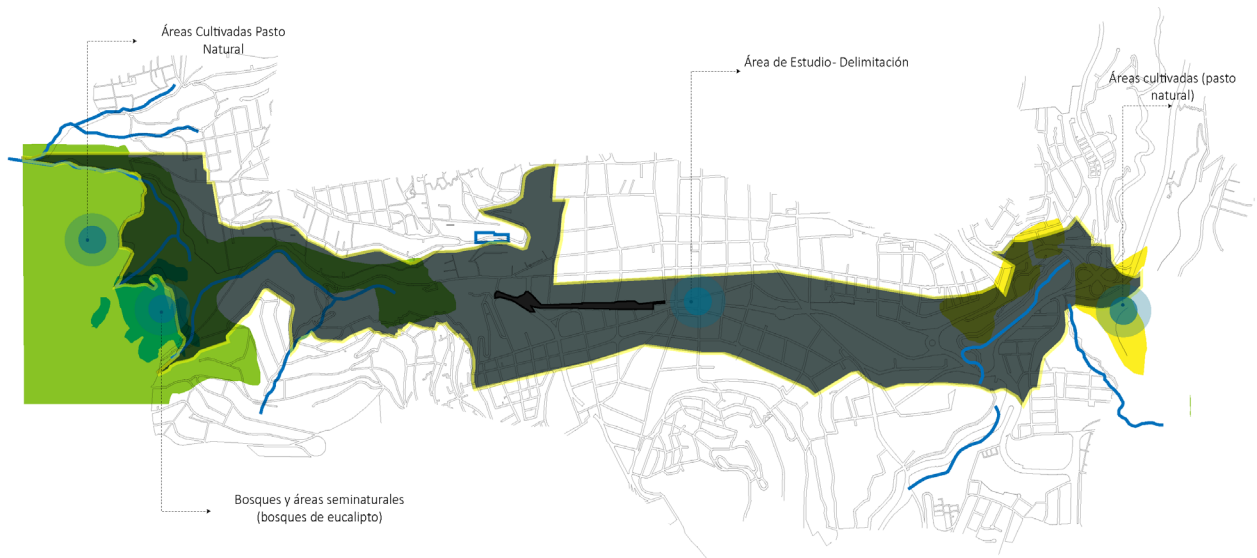 Áreas Cultivadas Pasto
Natural
Área de Estudio- Delimitación
Áreas cultivadas (pasto
natural)
Bosques y áreas seminaturales
(bosques de eucalipto)